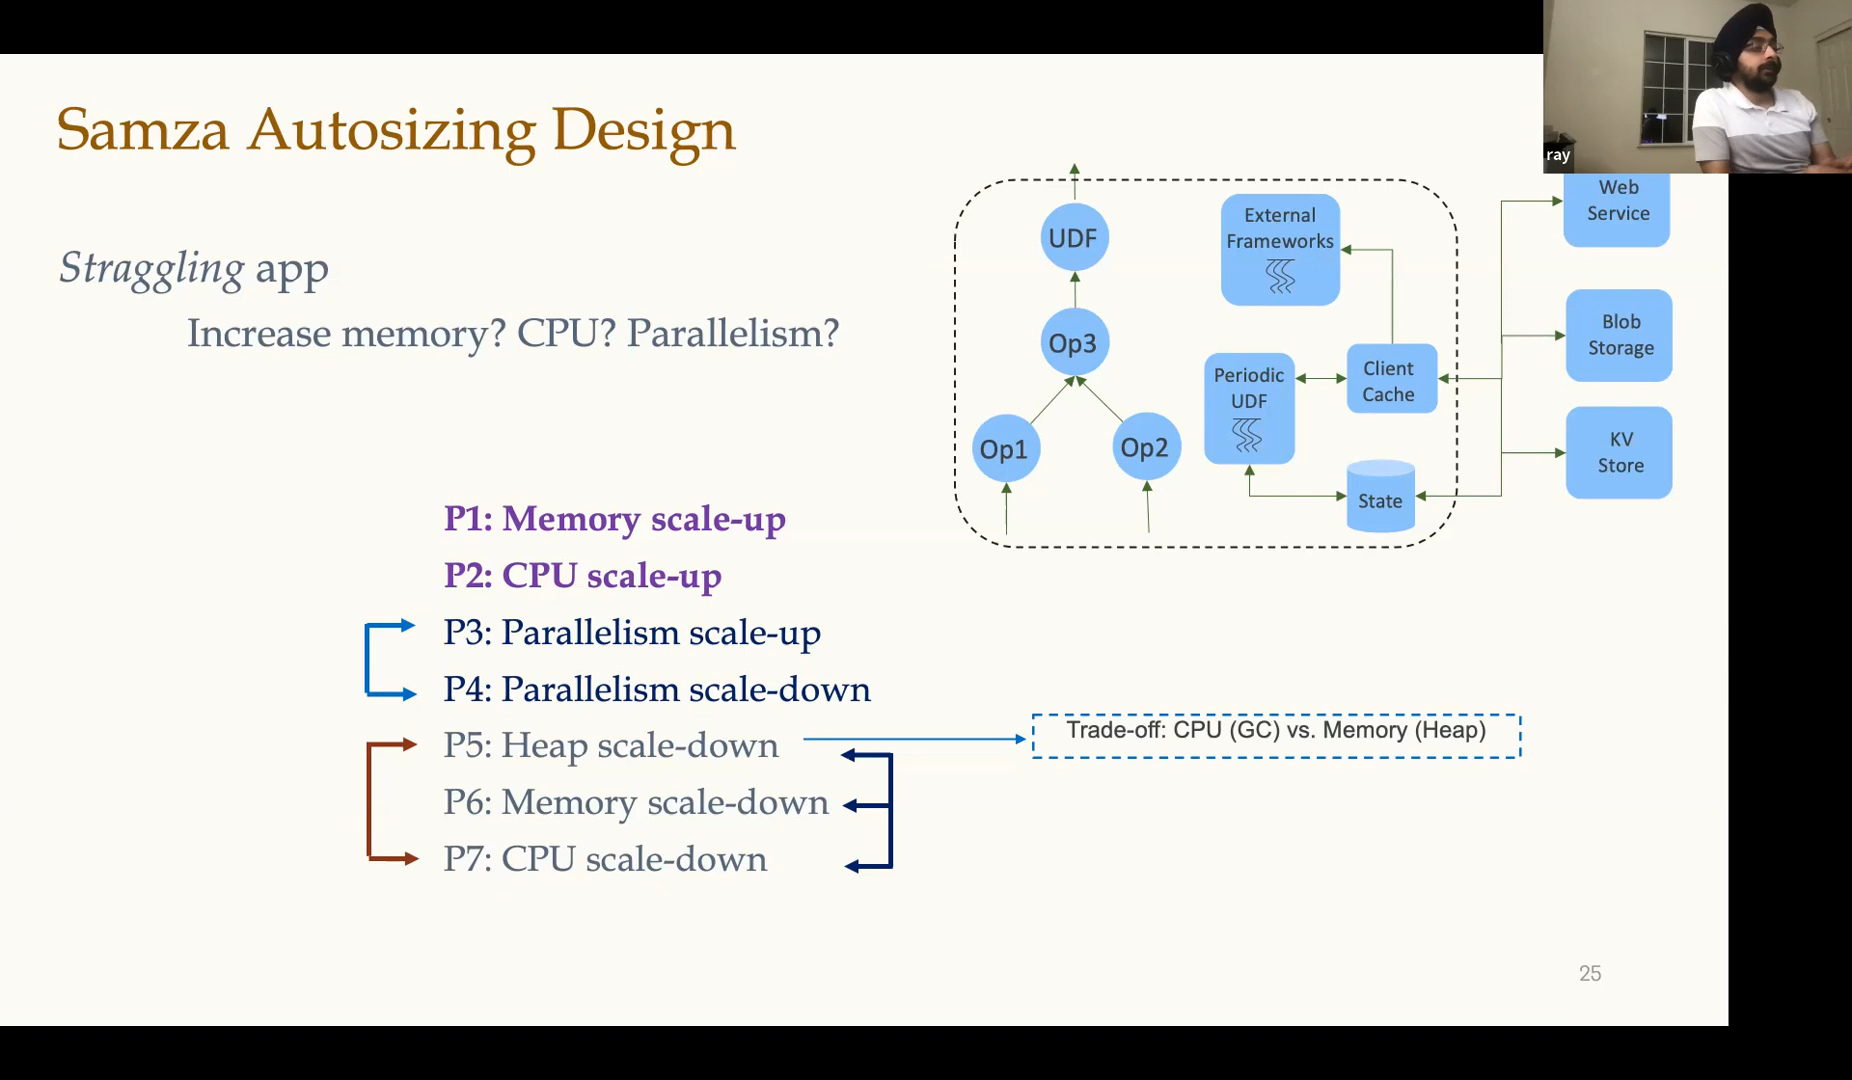 ray
Samza Autosizing Design
Straggling app
Increase memory? CPU? Parallelism?
P1: Memory scale-up
P2: CPU scale-up
P3: Parallelism scale-up
P4: Parallelism scale-down
P5: Heap scale-down
P6: Memory scale-down
P7: CPU scale-down
Trade-off: CPU (GC) vs. Memory (Heap)
UDF
Op3
Op1
Op2
External
Frameworks
Periodic
UDF
Client
Cache
State
Web
Service
Blob
Storage
KV
Store
25